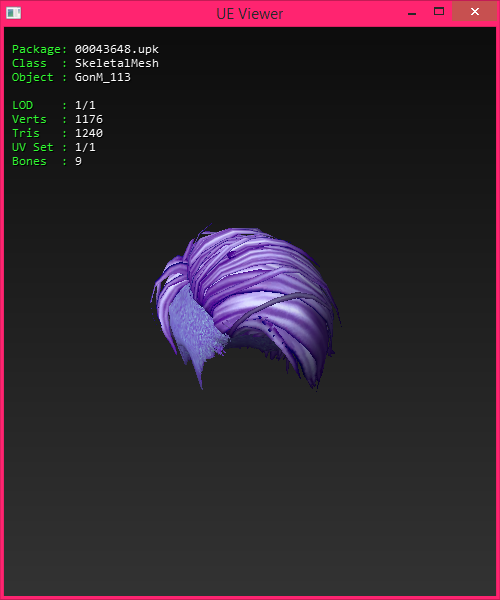 UE Viewer
Package: 00043648.upk
Class : SkeletalMesh
Object : GonM_113
LOD : 1/1
Verts : 1176
Tris : 1240
UV Set : 1/1
Bones : 9